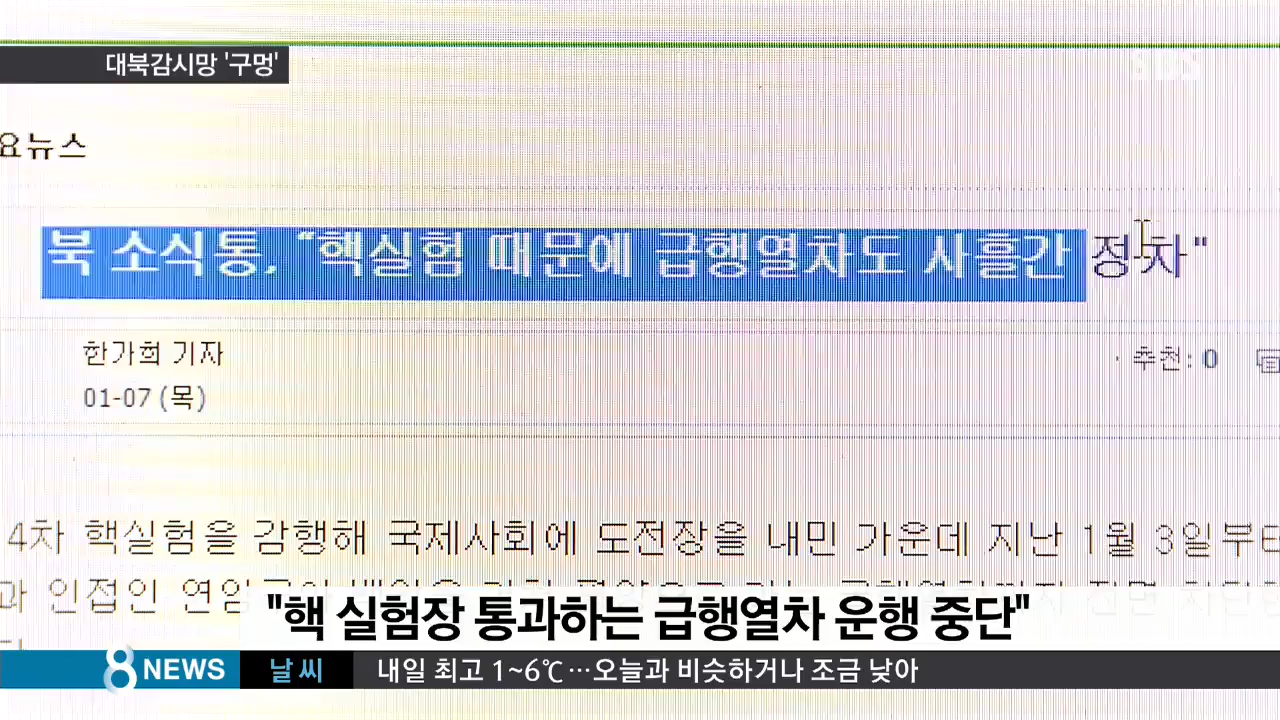 대북감시망 '구멍'
SBS
요뉴스
북 소식통, “핵실험 때문에 급행열차도 사흘간 정차"
한가희 기자
· 추천: 0
01-07 (목)
4차 핵실험을 감행해 국제사회에 도전장을 내민 가운데 지난 1월 3일부터
과 인접인
"핵 실험장 통과하는 급행열차 운행 중단"
8 NEWS 날씨 내일 최고 1~6℃…오늘과 비슷하거나 조금 낮아